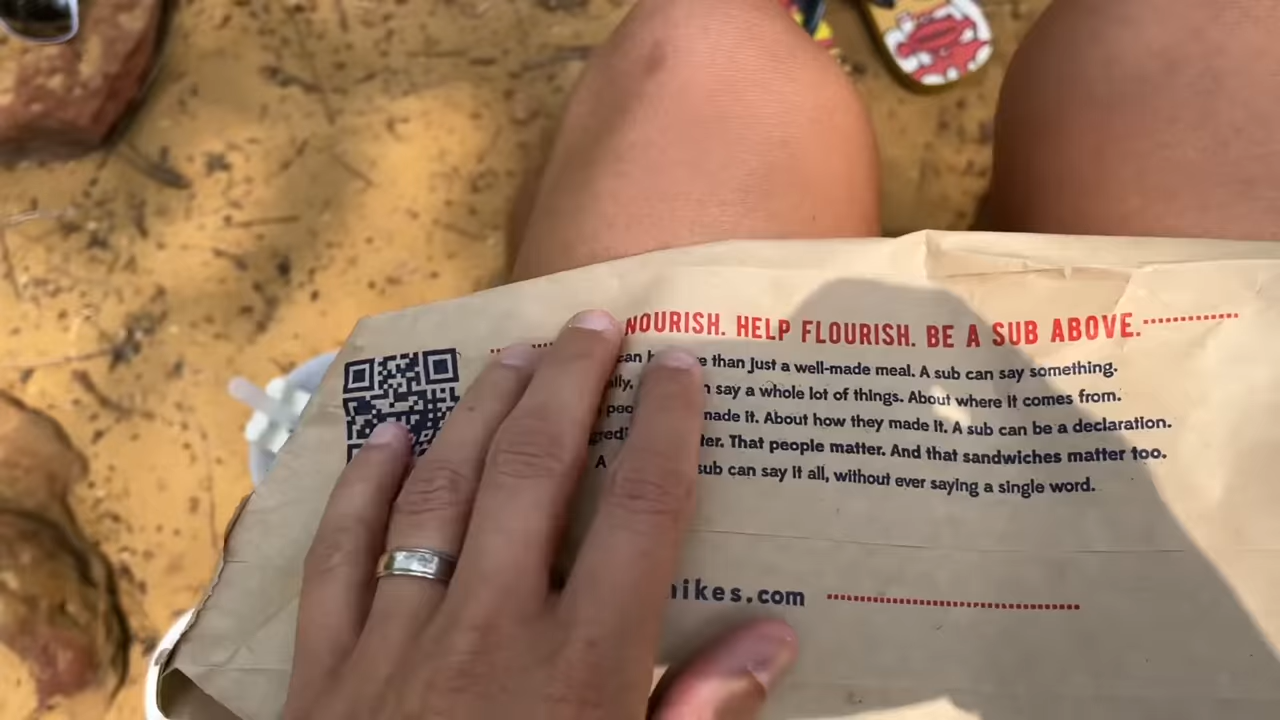 NOURISH. HELP FLOURISH. BE A SUB ABOVE.
can than just a well-made meal. A sub can say something.
say a whole lot of things. About where it comes from.
made it. About how they made it. A sub can be a declaration.
That people matter. And that sandwiches matter too.
A sub can say it all, without ever saying a single word.
ikes.com